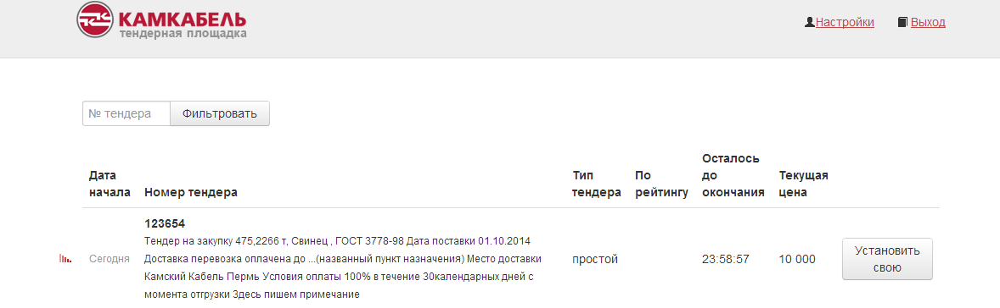 КАМКАБЕЛЬ
тендерная площадка
Настройки Выход
№ тендера Фильтровать
Дата начала Номер тендера Тип тендера По рейтингу Осталось до окончания Текущая цена
123654
Тендер на закупку 475,2266 т, Свинец , ГОСТ 3778-98 Дата поставки 01.10.2014
Сегодня Доставка перевозка оплачена до ...(названный пункт назначения) Место доставки простой 23:58:57 10 000 Установить свою
Камский Кабель Пермь Условия оплаты 100% в течение 30календарных дней с
момента отгрузки Здесь пишем примечание